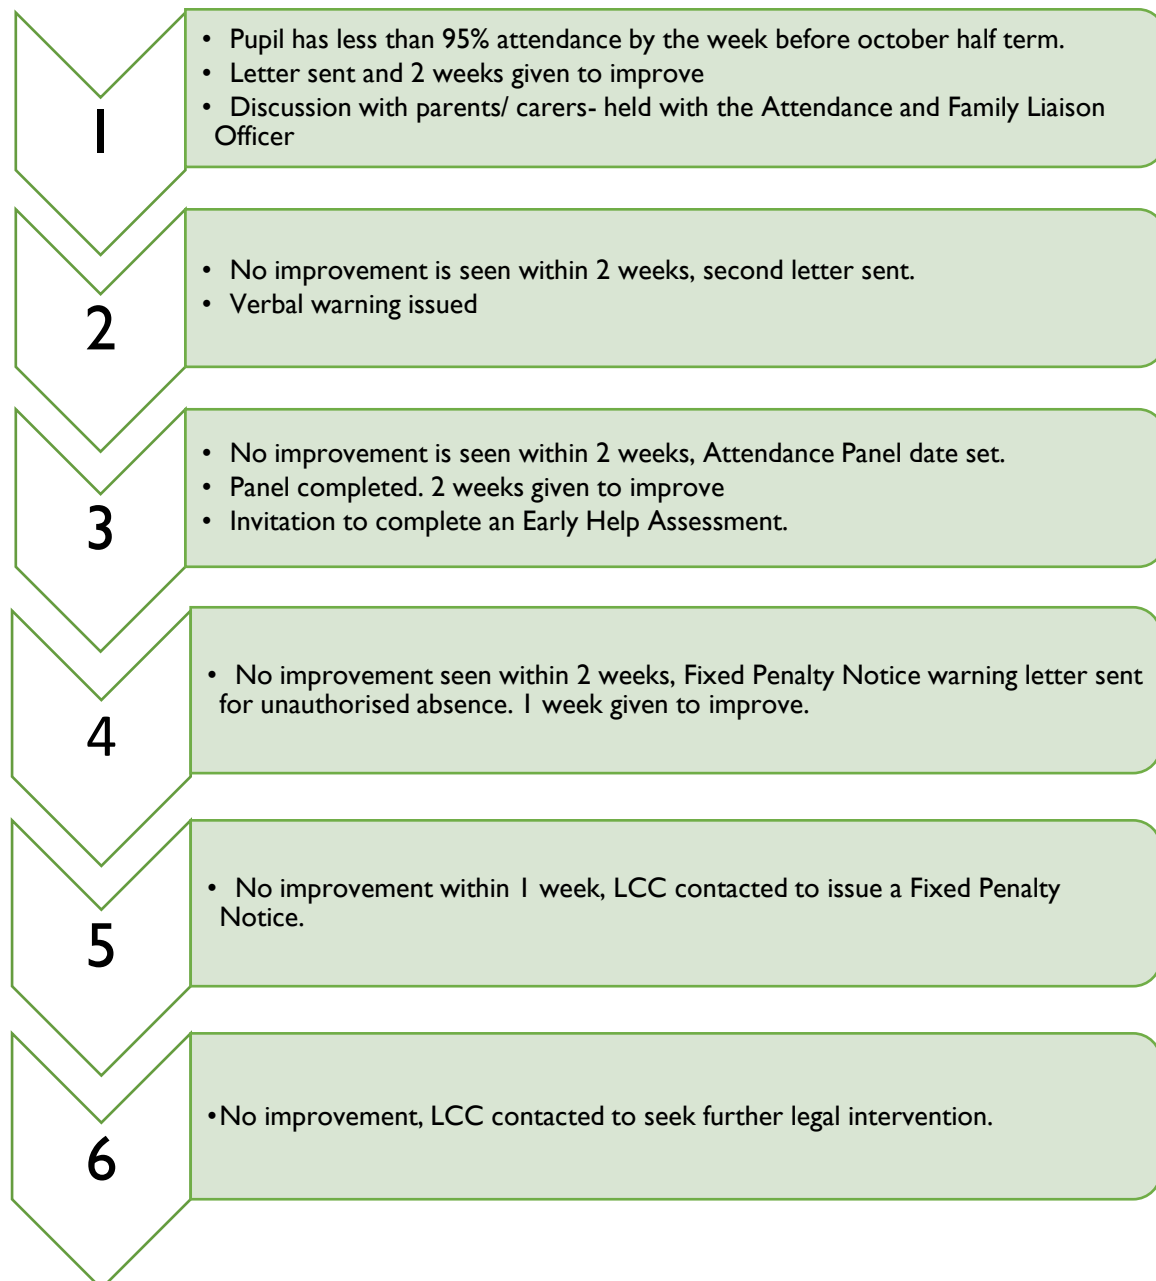 1
• Pupil has less than 95% attendance by the week before october half term.
• Letter sent and 2 weeks given to improve
• Discussion with parents/ carers- held with the Attendance and Family Liaison
Officer
2
• No improvement is seen within 2 weeks, second letter sent.
• Verbal warning issued
3
• No improvement is seen within 2 weeks, Attendance Panel date set.
• Panel completed. 2 weeks given to improve
• Invitation to complete an Early Help Assessment.
4
• No improvement seen within 2 weeks, Fixed Penalty Notice warning letter sent
for unauthorised absence. 1 week given to improve.
5
• No improvement within 1 week, LCC contacted to issue a Fixed Penalty
Notice.
6
•No improvement, LCC contacted to seek further legal intervention.